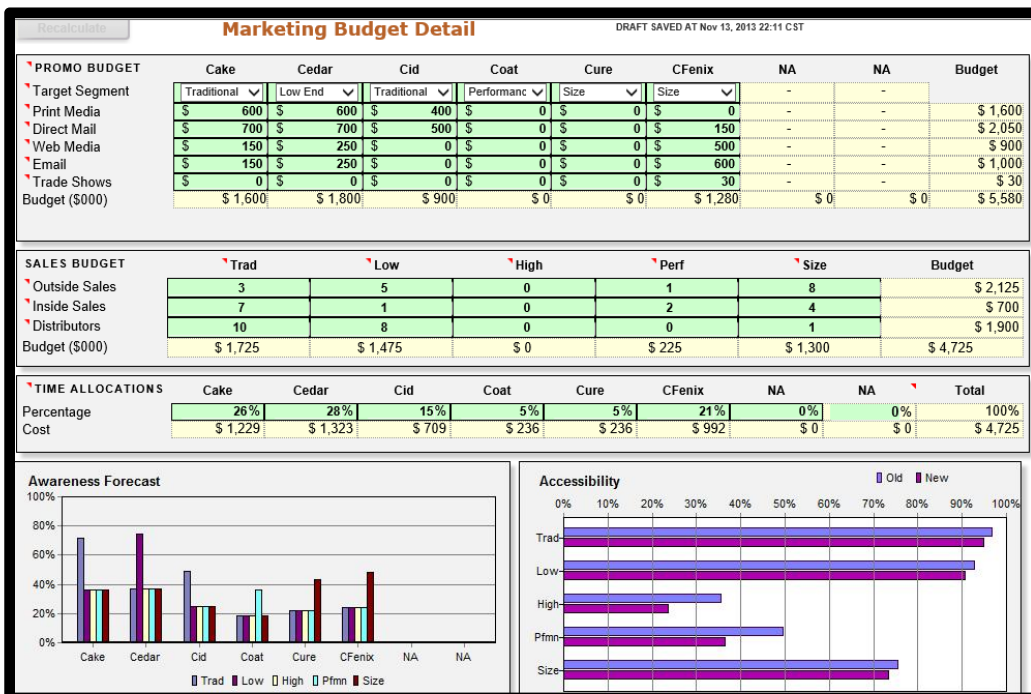 Recalculate
Marketing Budget Detail DRAFT SAVED AT Nov 13, 2013 22:11 CST
PROMO BUDGET Cake Cedar Cid Coat Cure CFenix NA NA Budget
Target Segment Traditional Low End Traditional Performanc Size Size - -
Print Media $ 600 $ 600 $ 400 $ 0 $ 0 $ 0 - - $ 1,600
Direct Mail $ 700 $ 700 $ 500 $ 0 $ 0 $ 150 - - $ 2,050
Web Media $ 150 $ 250 $ 0 $ 0 $ 0 $ 500 - - $ 900
Email $ 150 $ 250 $ 0 $ 0 $ 0 $ 600 - - $ 1,000
Trade Shows $ 0 $ 0 $ 0 $ 0 $ 0 $ 30 - - $ 30
Budget ($000) $ 1,600 $ 1,800 $ 900 $ 0 $ 0 $ 1,280 $ 0 $ 0 $ 5,580
SALES BUDGET Trad Low High Perf Size Budget
Outside Sales 3 5 0 1 8 $ 2,125
Inside Sales 7 1 0 2 4 $ 700
Distributors 10 8 0 0 1 $ 1,900
Budget ($000) $ 1,725 $ 1,475 $ 0 $ 225 $ 1,300 $ 4,725
TIME ALLOCATIONS Cake Cedar Cid Coat Cure CFenix NA NA Total
Percentage 26% 28% 15% 5% 5% 21% 0% 0% 100%
Cost $ 1,229 $ 1,323 $ 709 $ 236 $ 236 $ 992 $ 0 $ 0 $ 4,725
Awareness Forecast
100%
80%
60%
40%
20%
0%
Cake Cedar Cid Coat Cure CFenix NA NA
Trad Low High Pfmn Size
Accessibility Old New
0% 10% 20% 30% 40% 50% 60% 70% 80% 90% 100%
Trad
Low
High
Pfmn
Size